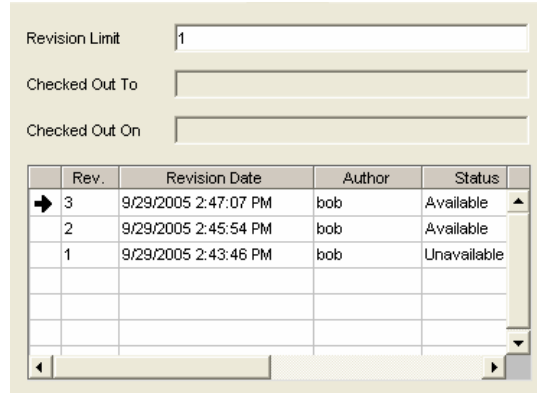 Revision Limit 1
Checked Out To
Checked Out On
Rev. Revision Date Author Status
3 9/29/2005 2:47:07 PM bob Available
2 9/29/2005 2:45:54 PM bob Available
1 9/29/2005 2:43:46 PM bob Unavailable